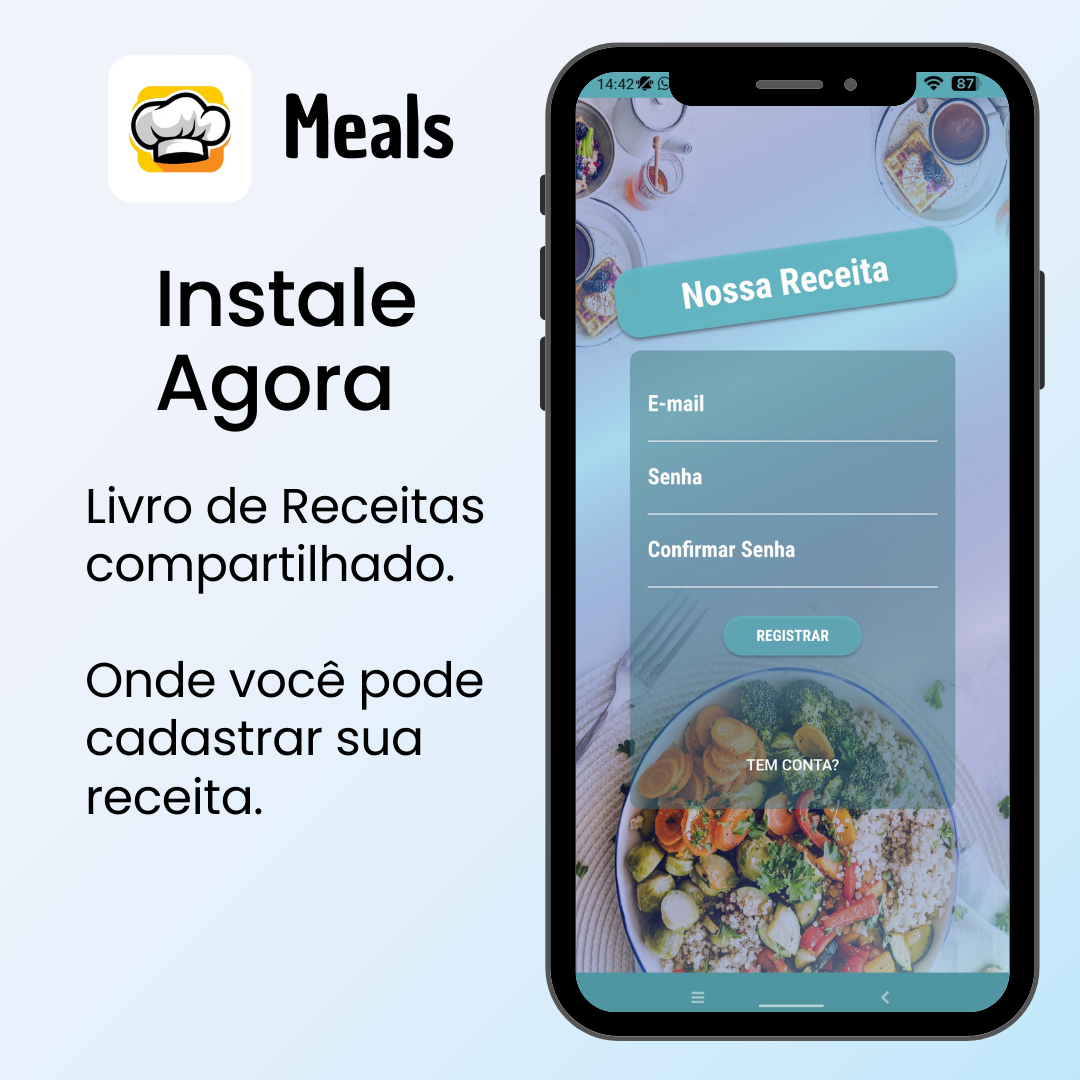 Meals
Instale
Agora
Livro de Receitas
compartilhado.
Onde você pode
cadastrar sua
receita.
14:42
87
Nossa Receita
E-mail
Senha
Confirmar Senha
REGISTRAR
TEM CONTA?